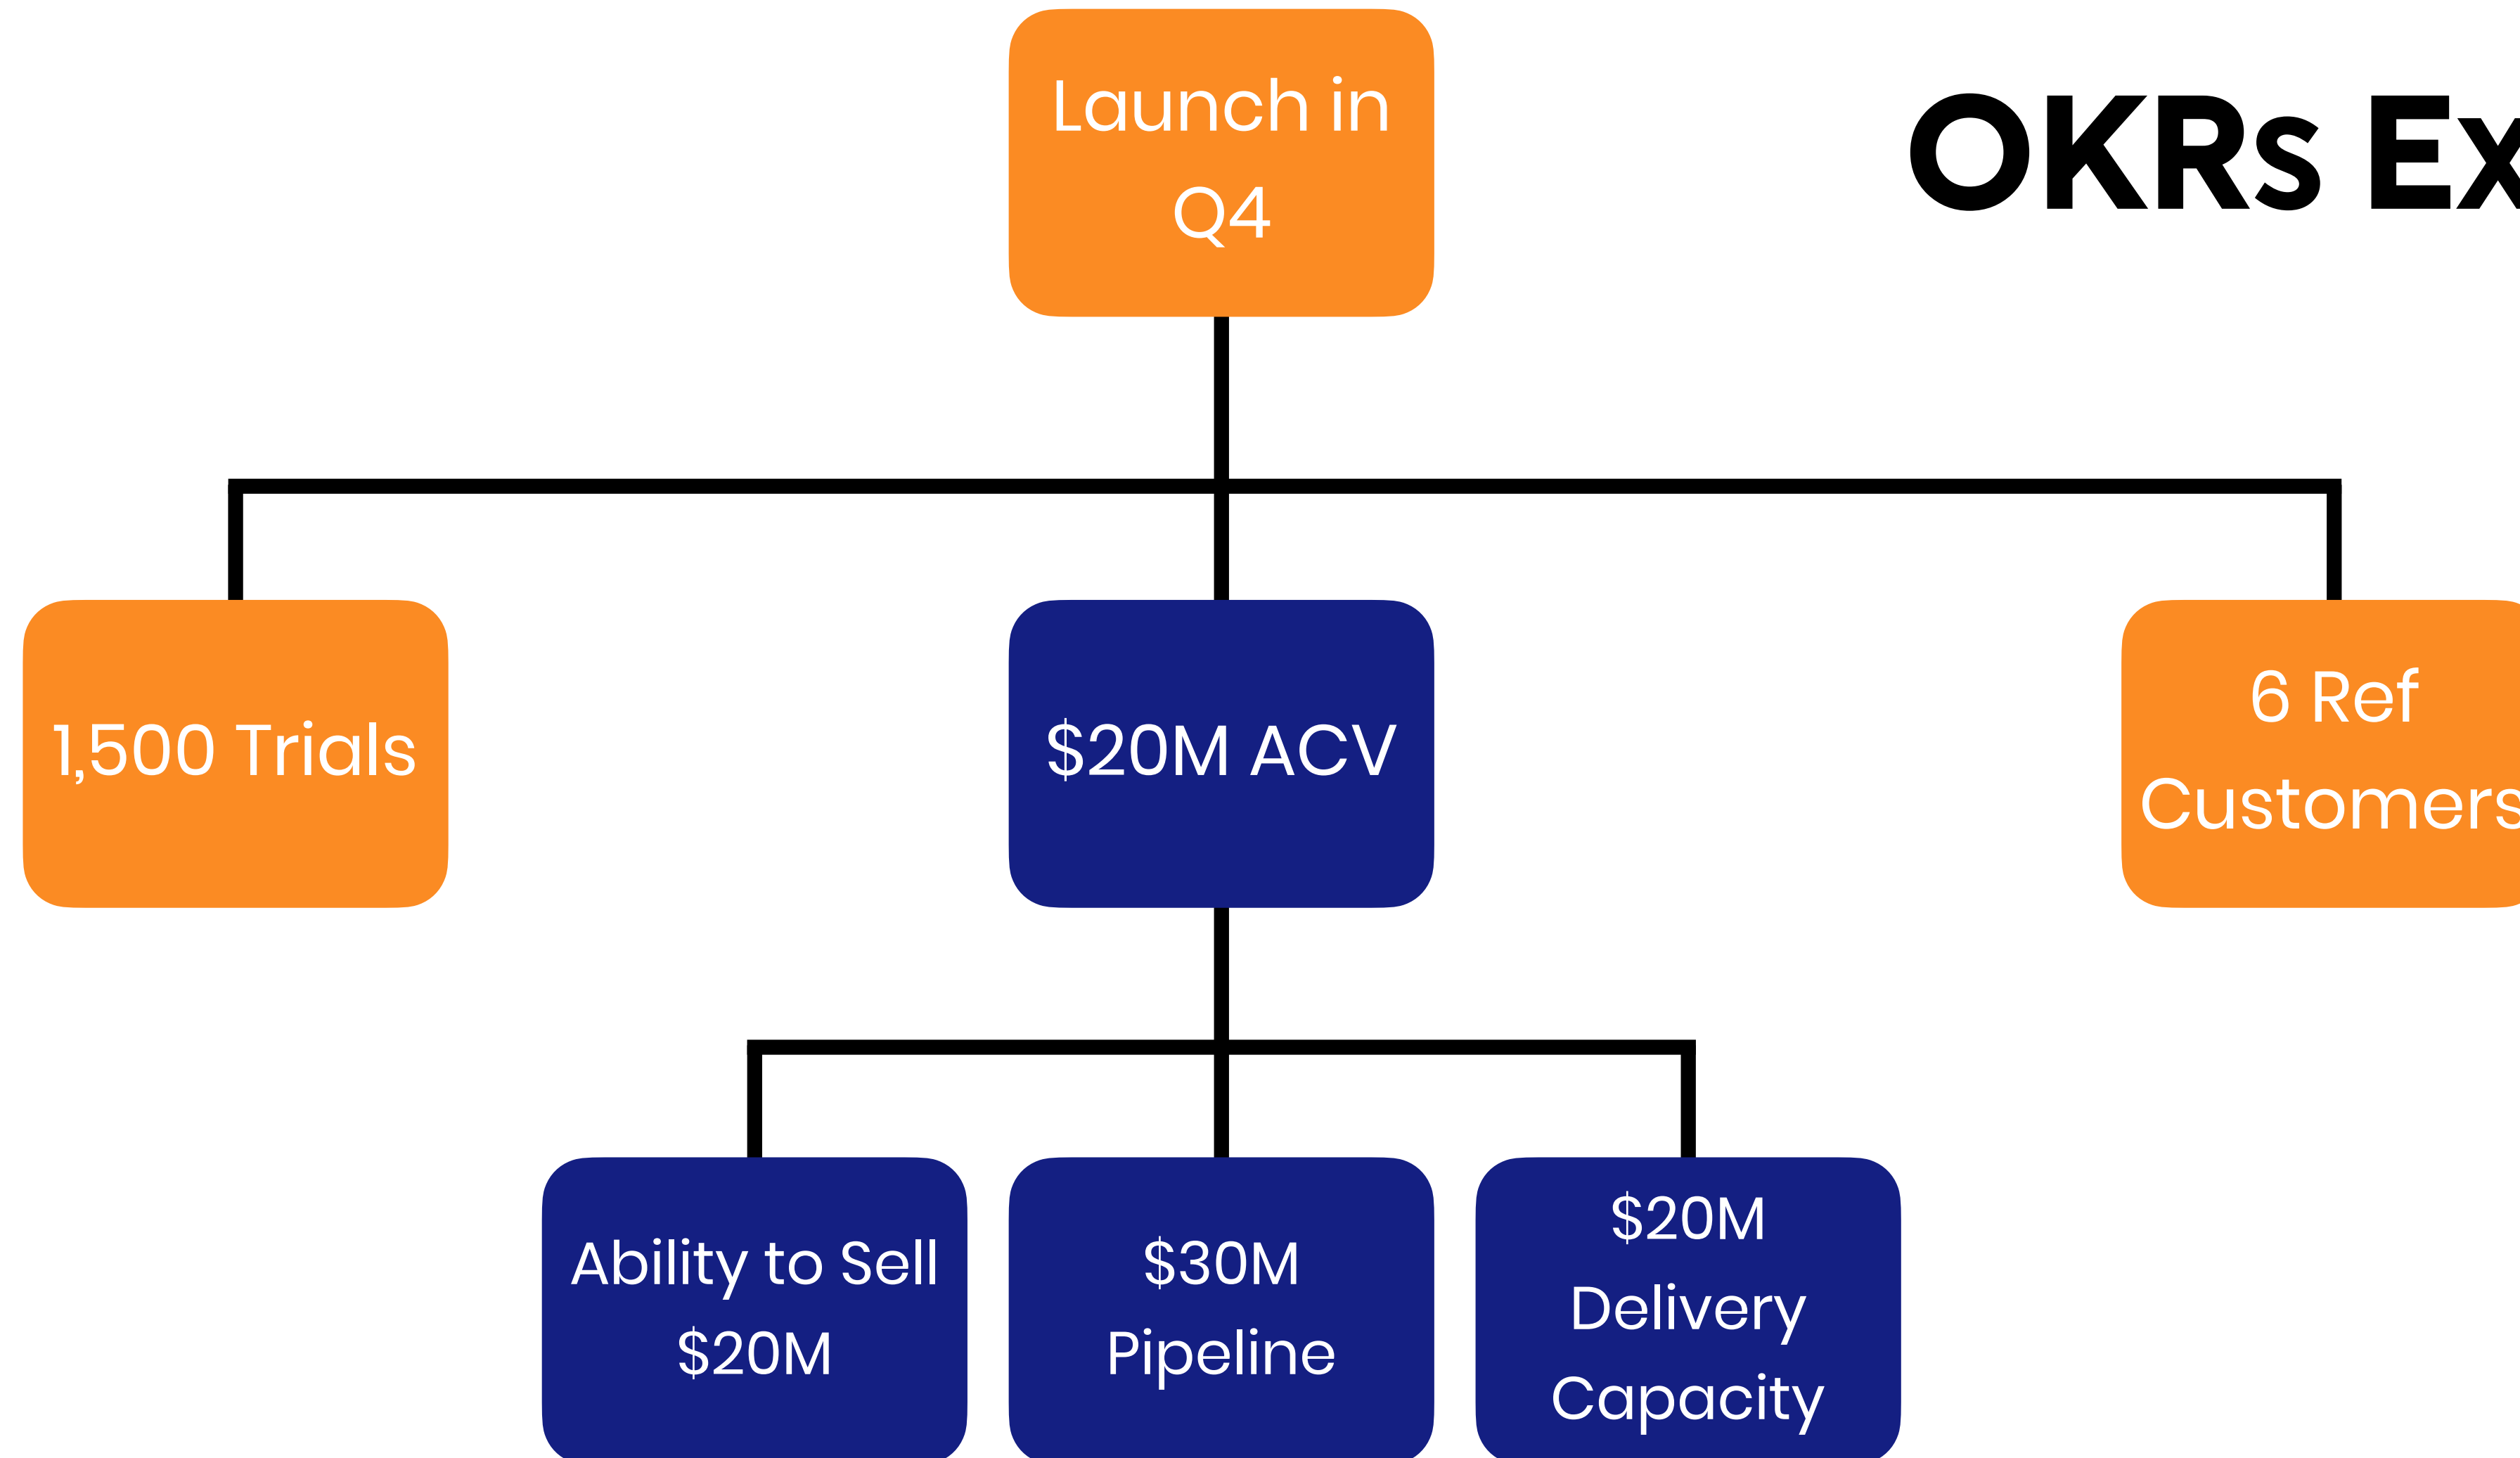 Launch in
Q4
OKRs Ex
1,500 Trials
$20M ACV
6 Ref
Customers
Ability to Sell
$20M
$30M
Pipeline
$20M
Delivery
Capacity